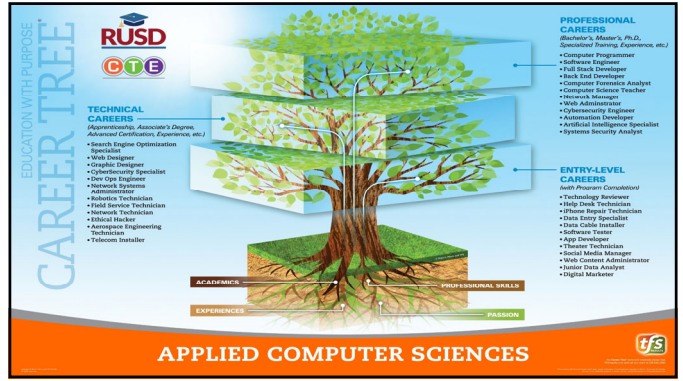 EDUCATION WITH PURPOSE
CAREER TREE
RUSD
CTE
TECHNICAL
CAREERS
(Apprenticeship, Associate's Degree,
Advanced Certification, Experience, etc.)
• Search Engine Optimization
Specialist
• Web Designer
• Graphic Designer
• CyberSecurity Specialist
• Dev Ops Engineer
• Network Systems
Administrator
• Robotics Technician
• Field Service Technician
• Network Technician
• Ethical Hacker
• Aerospace Engineering
Technician
• Telecom Installer
PROFESSIONAL
CAREERS
(Bachelor's, Master's, Ph.D.,
Specialized Training, Experience, etc.)
• Computer Programmer
• Software Engineer
• Full Stack Developer
• Back End Developer
• Computer Forensics Analyst
• Computer Science Teacher
• Network Manager
• Web Adminstrator
• Cybersecurity Engineer
• Automation Developer
• Artificial Intelligence Specialist
• Systems Security Analyst
ENTRY-LEVEL
CAREERS
(with Program Completion)
• Technology Reviewer
• Help Desk Technician
• iPhone Repair Technician
• Data Entry Specialist
• Data Cable Installer
• Software Tester
• App Developer
• Theater Technician
• Social Media Manager
• Web Content Administrator
• Junior Data Analyst
• Digital Marketer
ACADEMICS
PROFESSIONAL SKILLS
EXPERIENCES
PASSION
APPLIED COMPUTER SCIENCES
tfs